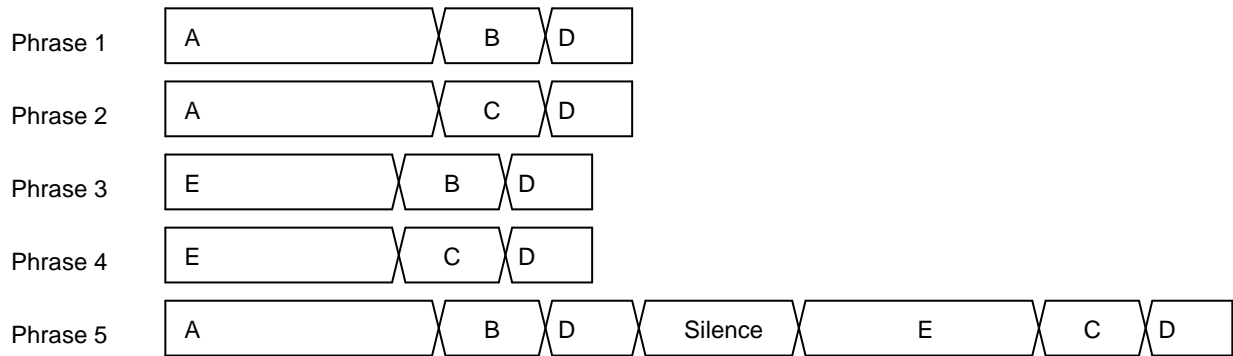 Phrase 1 A B D
Phrase 2 A C D
Phrase 3 E B D
Phrase 4 E C D
Phrase 5 A B D Silence E C D